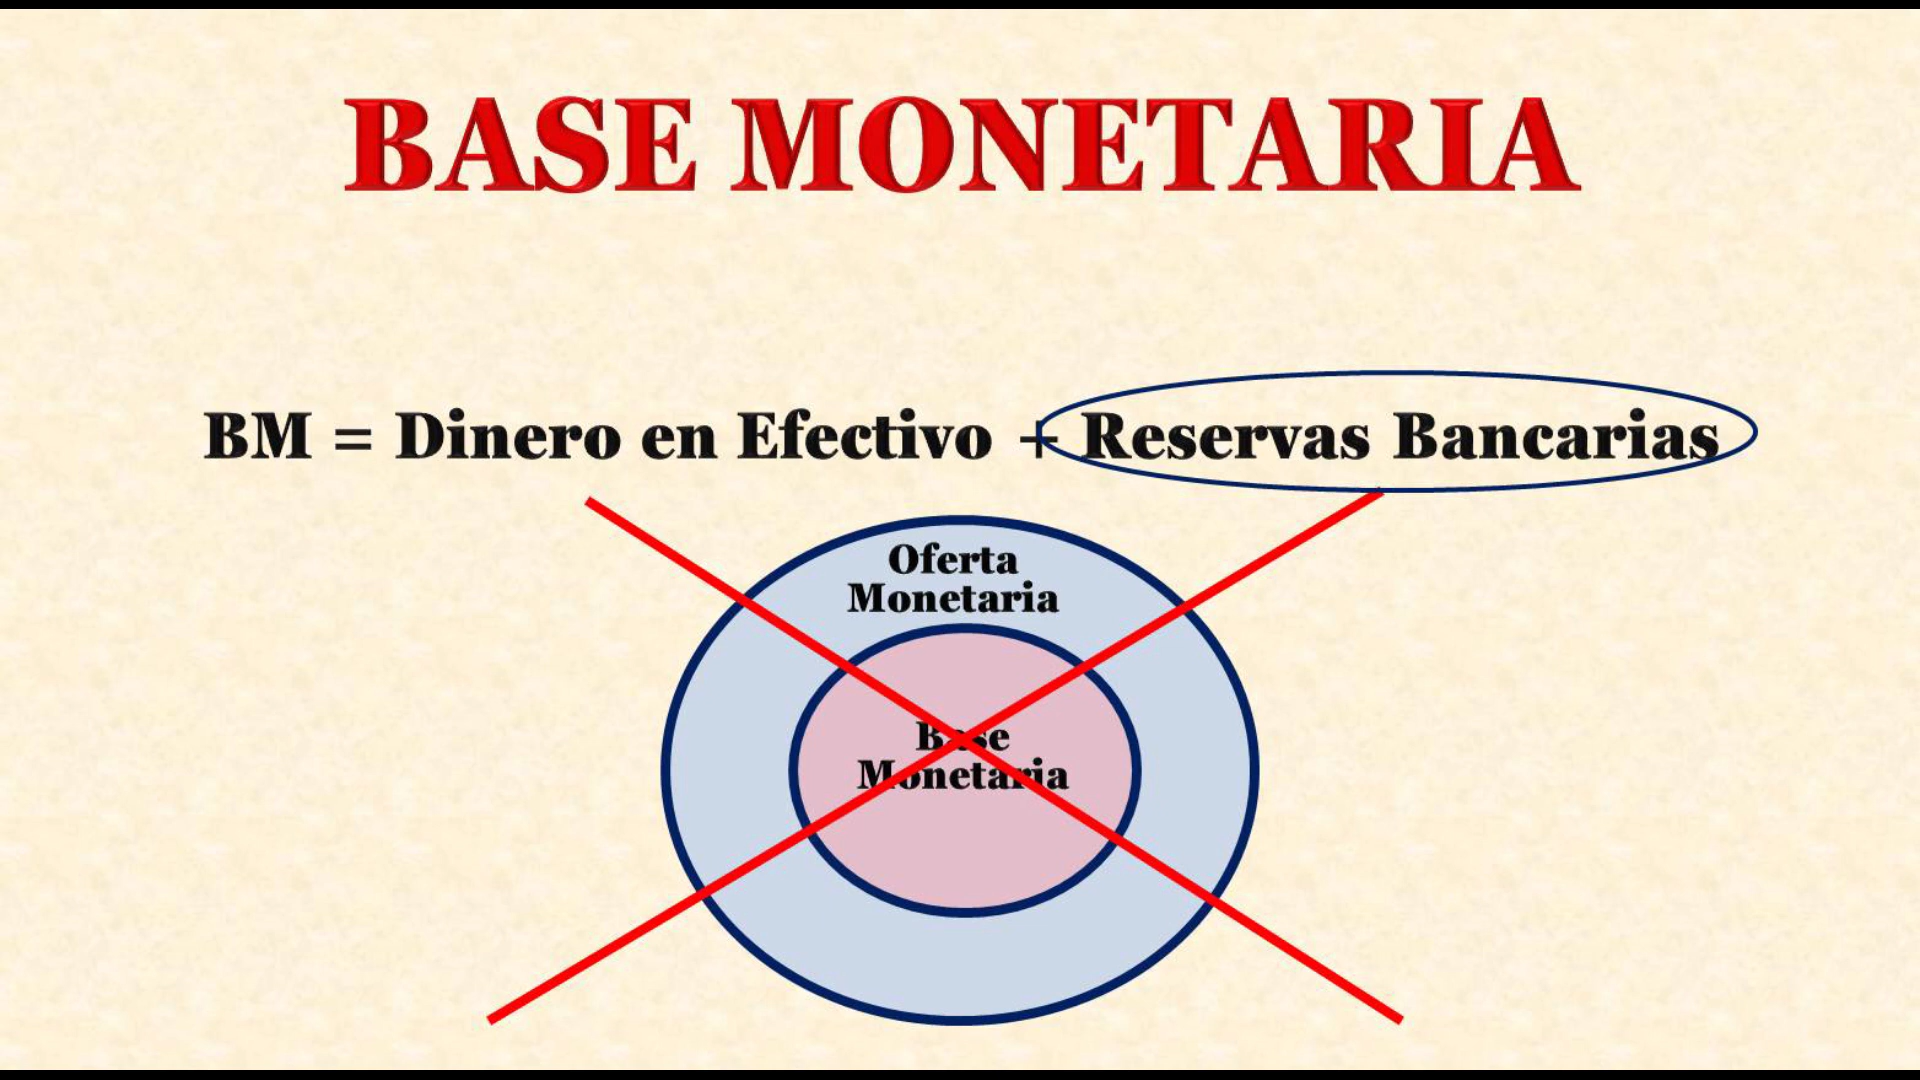 BASE MONETARIA
BM = Dinero en Efectivo + Reservas Bancarias
Oferta
Monetaria
Base
Monetaria